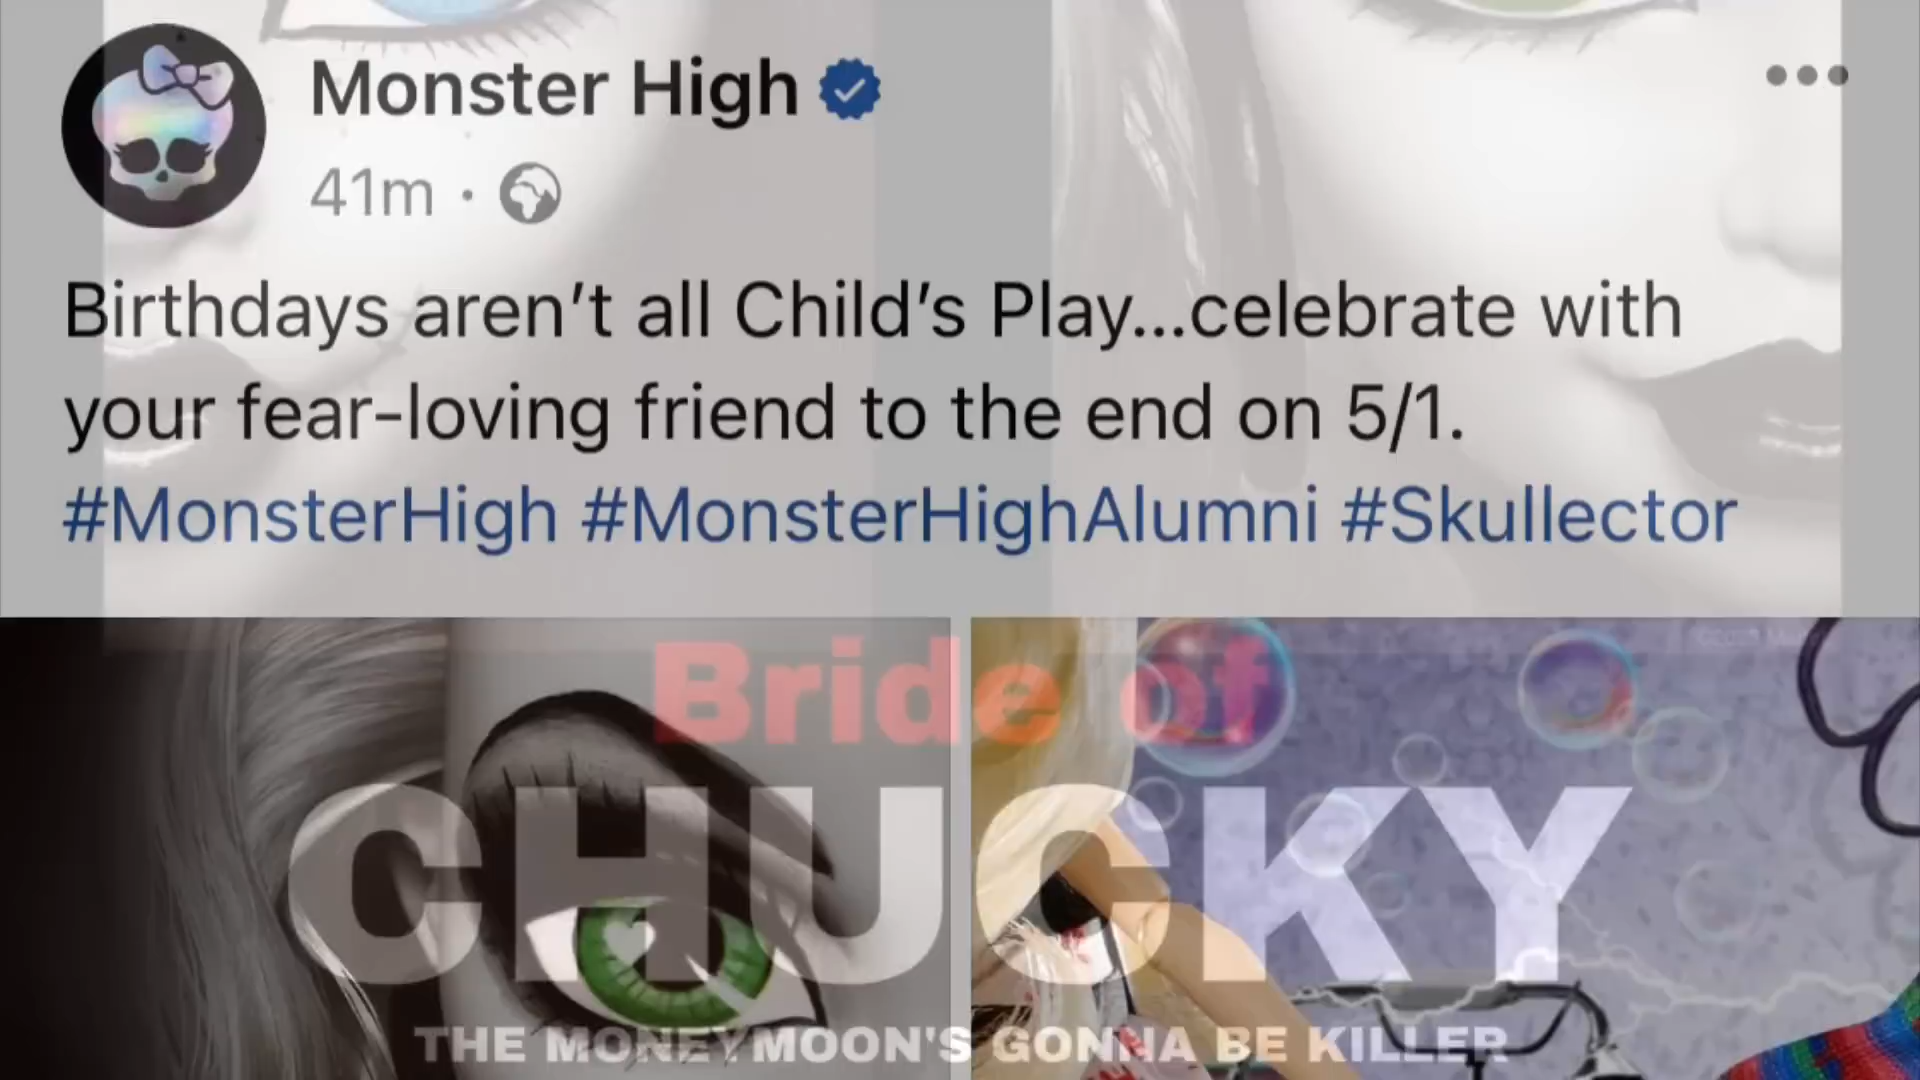 Monster High
41m ·
Birthdays aren't all Child's Play...celebrate with
your fear-loving friend to the end on 5/1.
#MonsterHigh #MonsterHighAlumni #Skullector
Bride of
CHUCKY
THE MONEYMOON'S GONNA BE KILLER